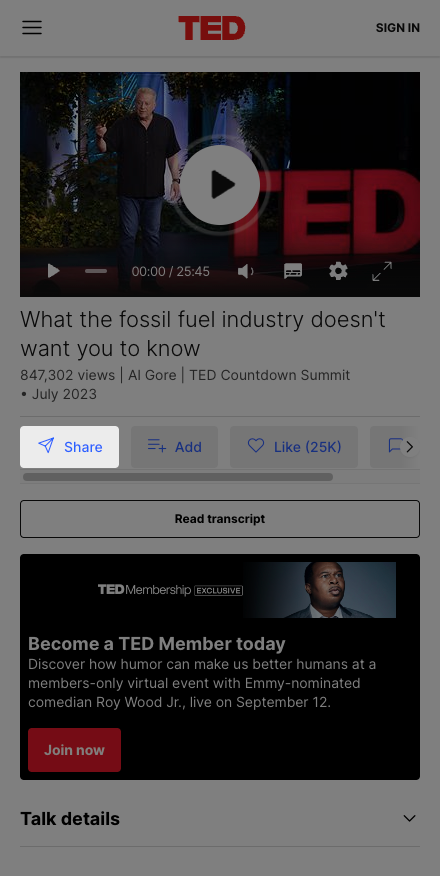 TED
SIGN IN
TED
00:00 / 25:45
What the fossil fuel industry doesn't
want you to know
847,302 views | Al Gore | TED Countdown Summit
• July 2023
Share
Add
Like (25K)
Read transcript
TEDMembership EXCLUSIVE
Become a TED Member today
Discover how humor can make us better humans at a
members-only virtual event with Emmy-nominated
comedian Roy Wood Jr., live on September 12.
Join now
Talk details